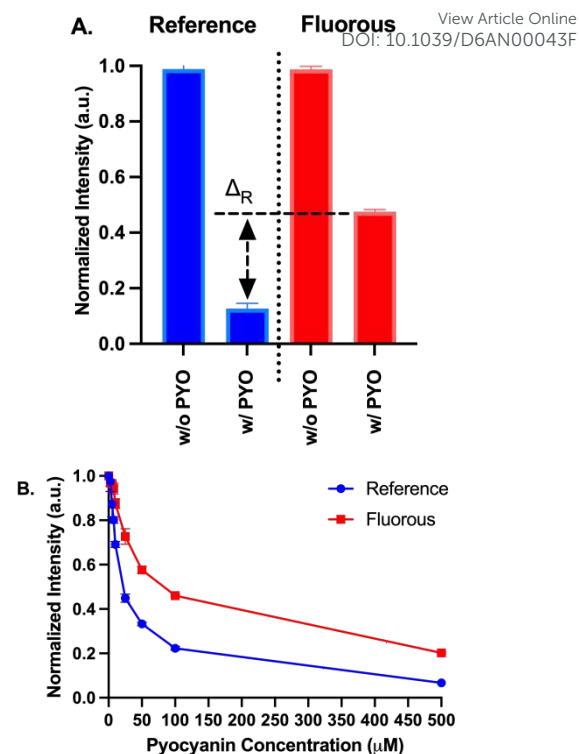 View Article Online
DOI: 10.1039/D6AN00043F
A.
Reference
Fluorous
Normalized Intensity (a.u.)
1.0
0.8
0.6
0.4
0.2
0.0
ΔR
w/o PYO
w/ PYO
w/o PYO
w/ PYO
B.
Normalized Intensity (a.u.)
1.0
0.8
0.6
0.4
0.2
0.0
Reference
Fluorous
0 50 100 150 200 250 300 350 400 450 500
Pyocyanin Concentration (μM)